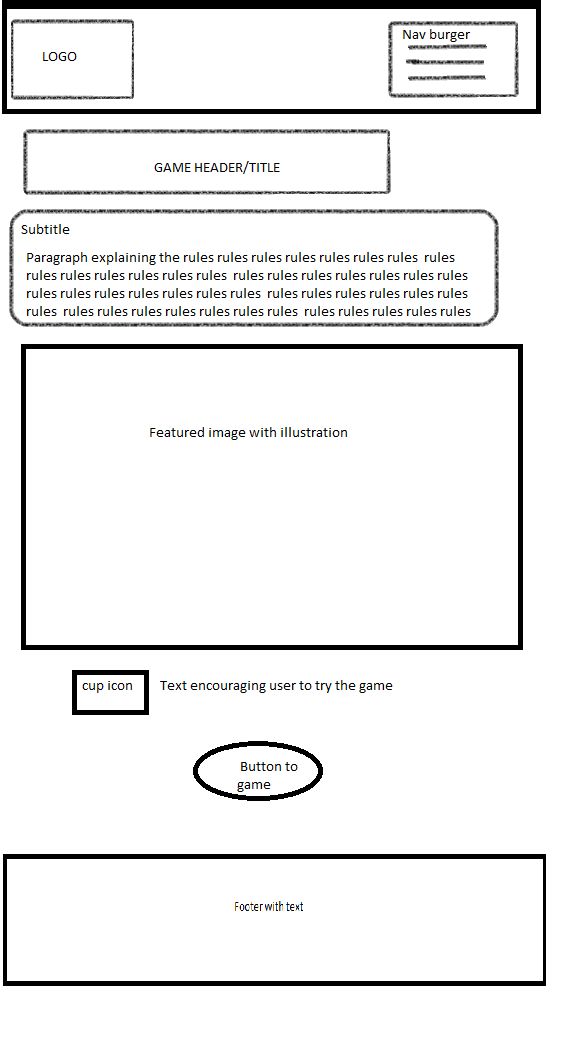 LOGO
Nav burger
GAME HEADER/TITLE
Subtitle
Paragraph explaining the rules rules rules rules rules rules rules rules
rules rules rules rules rules rules rules rules rules rules rules rules rules
rules rules rules rules rules rules rules rules rules rules rules rules rules
rules rules rules rules rules rules rules rules rules rules rules rules rules
Featured image with illustration
cup icon
Text encouraging user to try the game
Button to
game
Footer with text